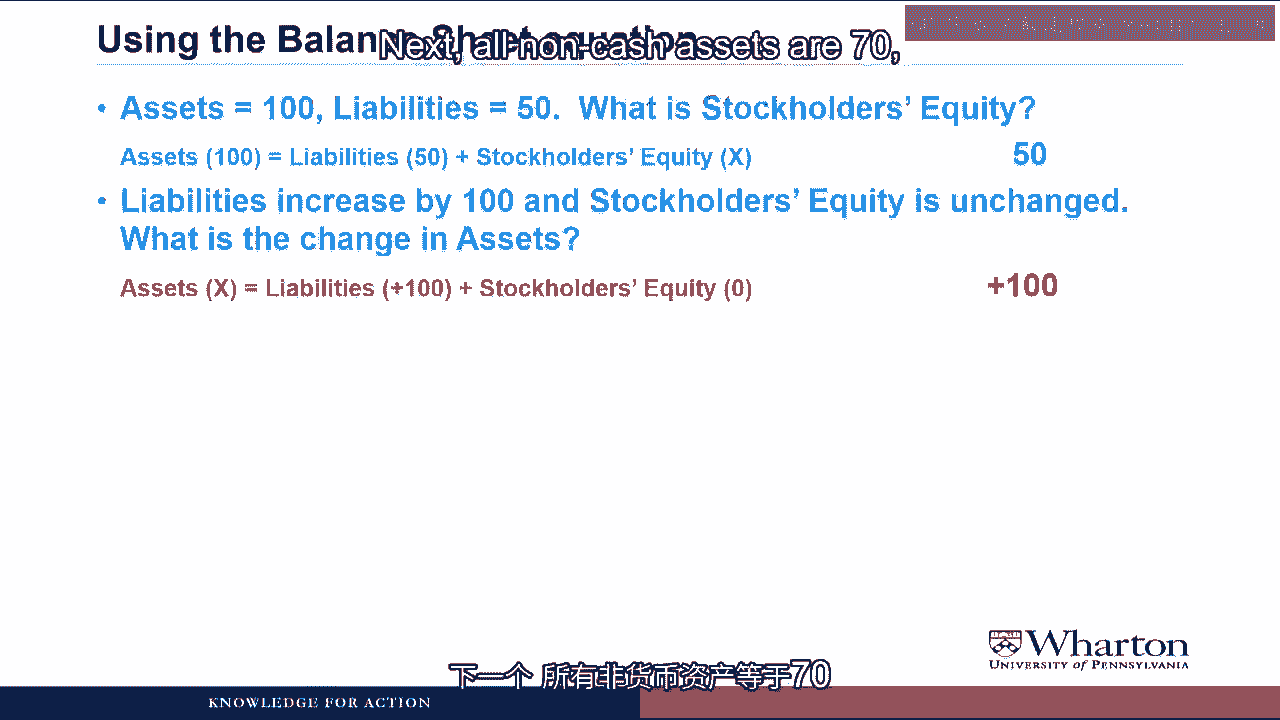 Using the Balance Sheet equation
Next, all non-cash assets are 70,
• Assets = 100, Liabilities = 50. What is Stockholders' Equity?
Assets (100) = Liabilities (50) + Stockholders' Equity (X) 50
• Liabilities increase by 100 and Stockholders' Equity is unchanged.
What is the change in Assets?
Assets (X) = Liabilities (+100) + Stockholders' Equity (0) +100
Wharton
UNIVERSITY of PENNSYLVANIA
下一个 所有非货币资产等于70
KNOWLEDGE FOR ACTION